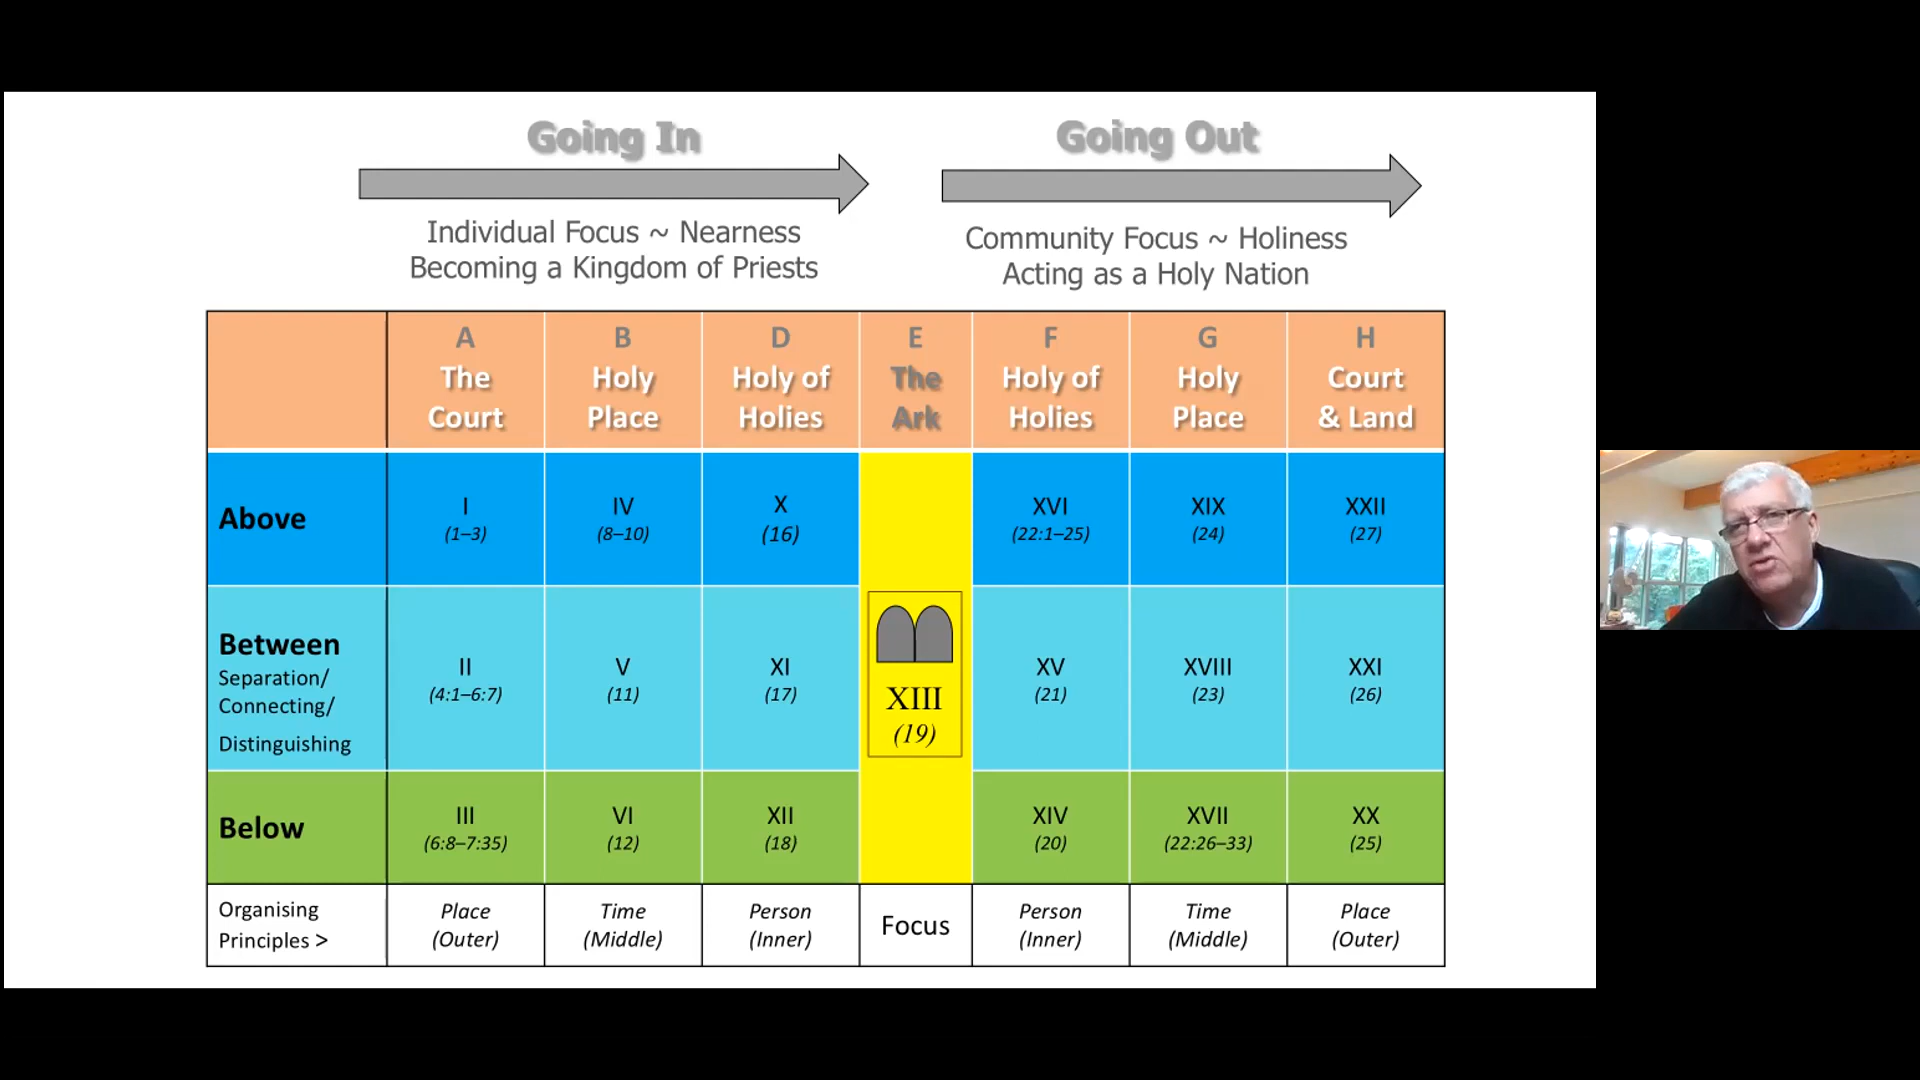 Going In
Going Out
Individual Focus ~ Nearness
Becoming a Kingdom of Priests
Community Focus ~ Holiness
Acting as a Holy Nation
A
The
Court
B
Holy
Place
D
Holy of
Holies
E
The
Ark
F
Holy of
Holies
G
Holy
Place
H
Court
& Land
Above
I
(1–3)
IV
(8–10)
X
(16)
XVI
(22:1–25)
XIX
(24)
XXII
(27)
Between
Separation/
Connecting/
Distinguishing
II
(4:1–6:7)
V
(11)
XI
(17)
XIII
(19)
XV
(21)
XVIII
(23)
XXI
(26)
Below
III
(6:8–7:35)
VI
(12)
XII
(18)
XIV
(20)
XVII
(22:26–33)
XX
(25)
Organising
Principles >
Place
(Outer)
Time
(Middle)
Person
(Inner)
Focus
Person
(Inner)
Time
(Middle)
Place
(Outer)